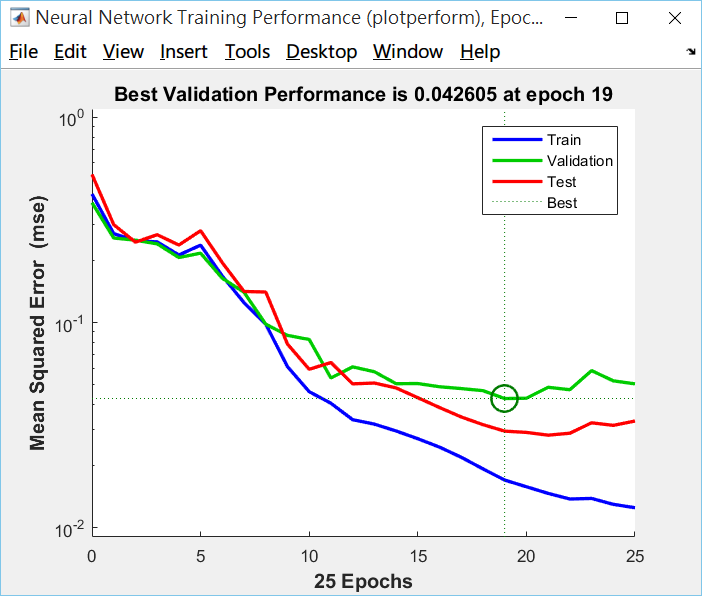 Neural Network Training Performance (plotperform), Epoc...
File Edit View Insert Tools Desktop Window Help
Best Validation Performance is 0.042605 at epoch 19
10^0
10^-1
10^-2
Mean Squared Error (mse)
Train
Validation
Test
Best
0 5 10 15 20 25
25 Epochs